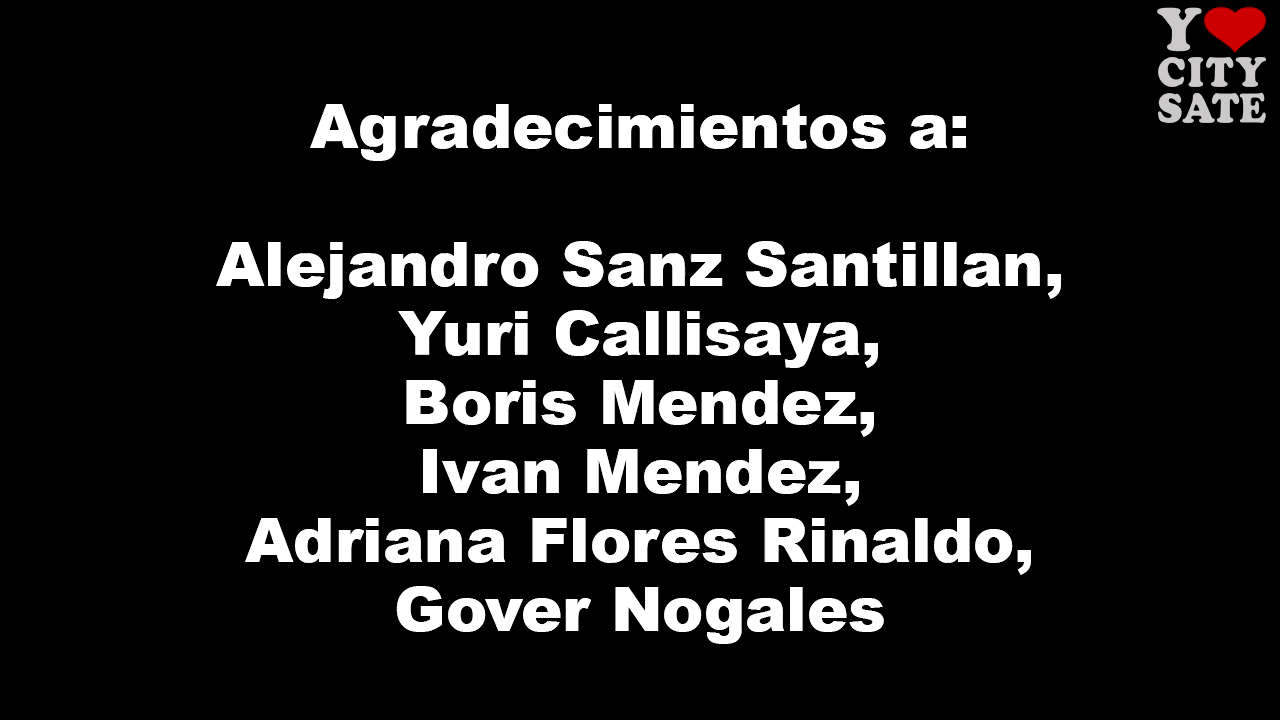 Y
CITY
SATE
Agradecimientos a:
Alejandro Sanz Santillan,
Yuri Callisaya,
Boris Mendez,
Ivan Mendez,
Adriana Flores Rinaldo,
Gover Nogales